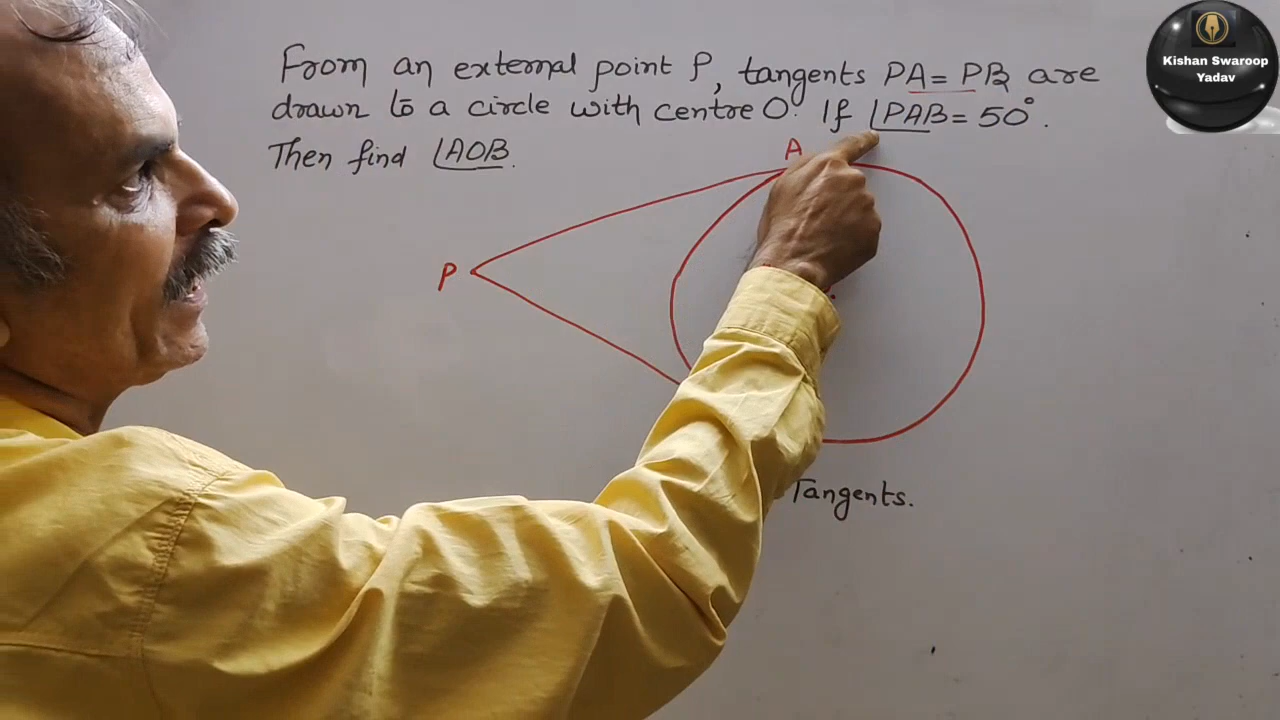 Kishan Swaroop
Yadav
From an external point P, tangents PA = PB are
drawn to a circle with centre O. If ∠PAB = 50°.
Then find ∠AOB.
A
P
Tangents.